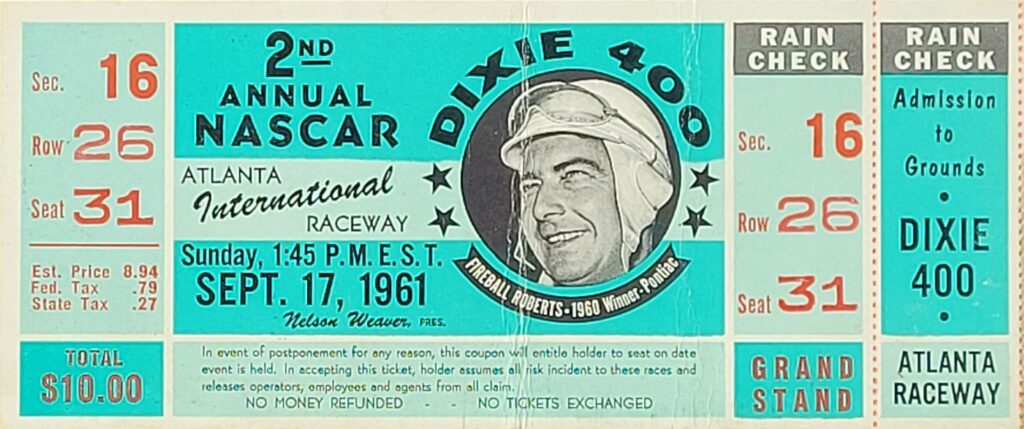 Sec. 16
Row 26
Seat 31
Est. Price 8.94
Fed. Tax .79
State Tax .27
TOTAL
$10.00
2ND
ANNUAL
NASCAR
DIXIE 400
ATLANTA
International
RACEWAY
Sunday, 1:45 P.M. E.S.T.
SEPT. 17, 1961
Nelson Weaver, PRES.
FIREBALL ROBERTS • 1960 Winner-Pontiac
In event of postponement for any reason, this coupon will entitle holder to seat on date
event is held. In accepting this ticket, holder assumes all risk incident to these races and
releases operators, employees and agents from all claim.
NO MONEY REFUNDED - - NO TICKETS EXCHANGED
RAIN
CHECK
Sec. 16
Row 26
Seat 31
GRAND
STAND
RAIN
CHECK
Admission
to
Grounds
•
DIXIE
400
•
ATLANTA
RACEWAY